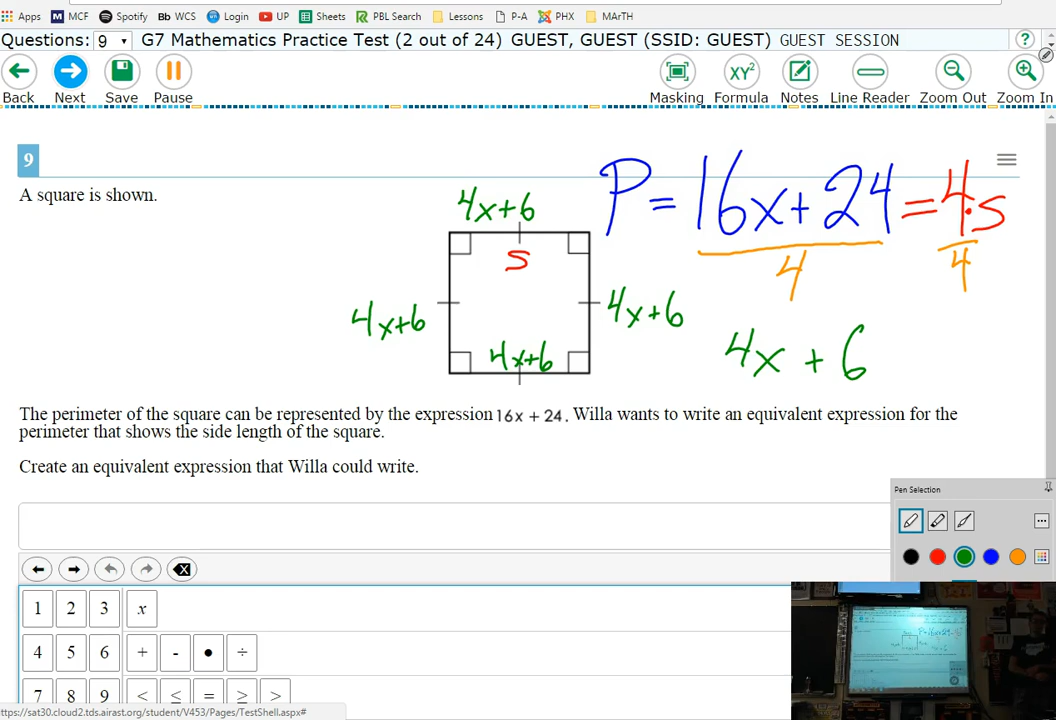 Apps MCF Spotify Bb WCS Login UP Sheets PBL Search Lessons P-A PHX MArTH
Questions: 9 G7 Mathematics Practice Test (2 out of 24) GUEST, GUEST (SSID: GUEST) GUEST SESSION
Back Next Save Pause Masking Formula Notes Line Reader Zoom Out Zoom In
9
A square is shown.
4x+6
P = 16x + 24 = 4·s
4 4
s
4x+6
4x+6
4x+6
4x + 6
The perimeter of the square can be represented by the expression 16x + 24. Willa wants to write an equivalent expression for the
perimeter that shows the side length of the square.
Create an equivalent expression that Willa could write.
Pen Selection
1 2 3 x
4 5 6 + - • ÷
7 8 9 < ≤ = ≥ >
https://sat30.cloud2.tds.airast.org/student/V453/Pages/TestShell.aspx#